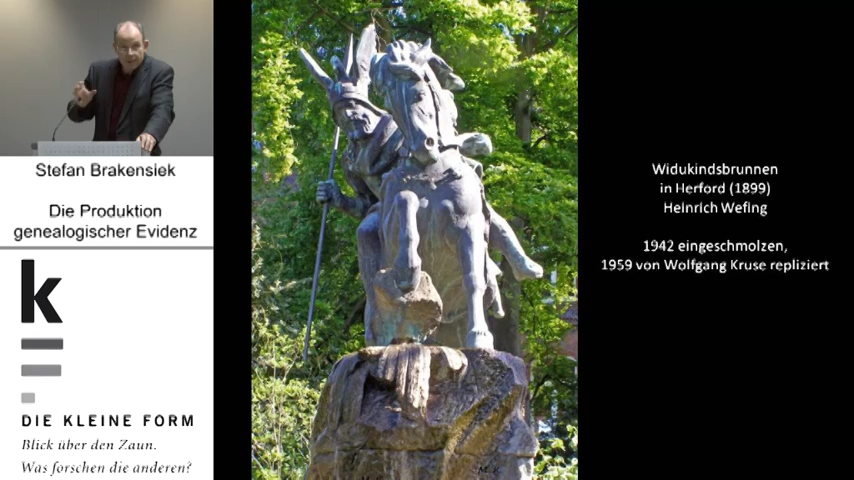 Stefan Brakensiek
Die Produktion
genealogischer Evidenz
k
DIE KLEINE FORM
Blick über den Zaun.
Was forschen die anderen?
Widukindsbrunnen
in Herford (1899)
Heinrich Wefing
1942 eingeschmolzen,
1959 von Wolfgang Kruse repliziert